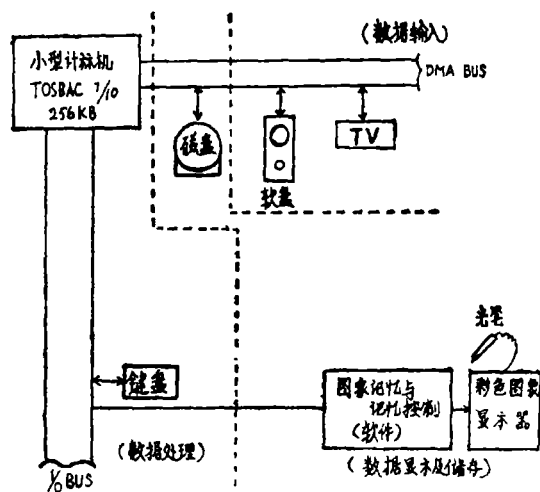 小型计标机
TOSBAC 7/10
256KB
(数据输入)
DMA BUS
磁盘
软盘
TV
键盘
(数据处理)
I/O BUS
图象记忆与
记忆控制
(软件)
光笔
彩色图象
显示器
(数据显示及储存)